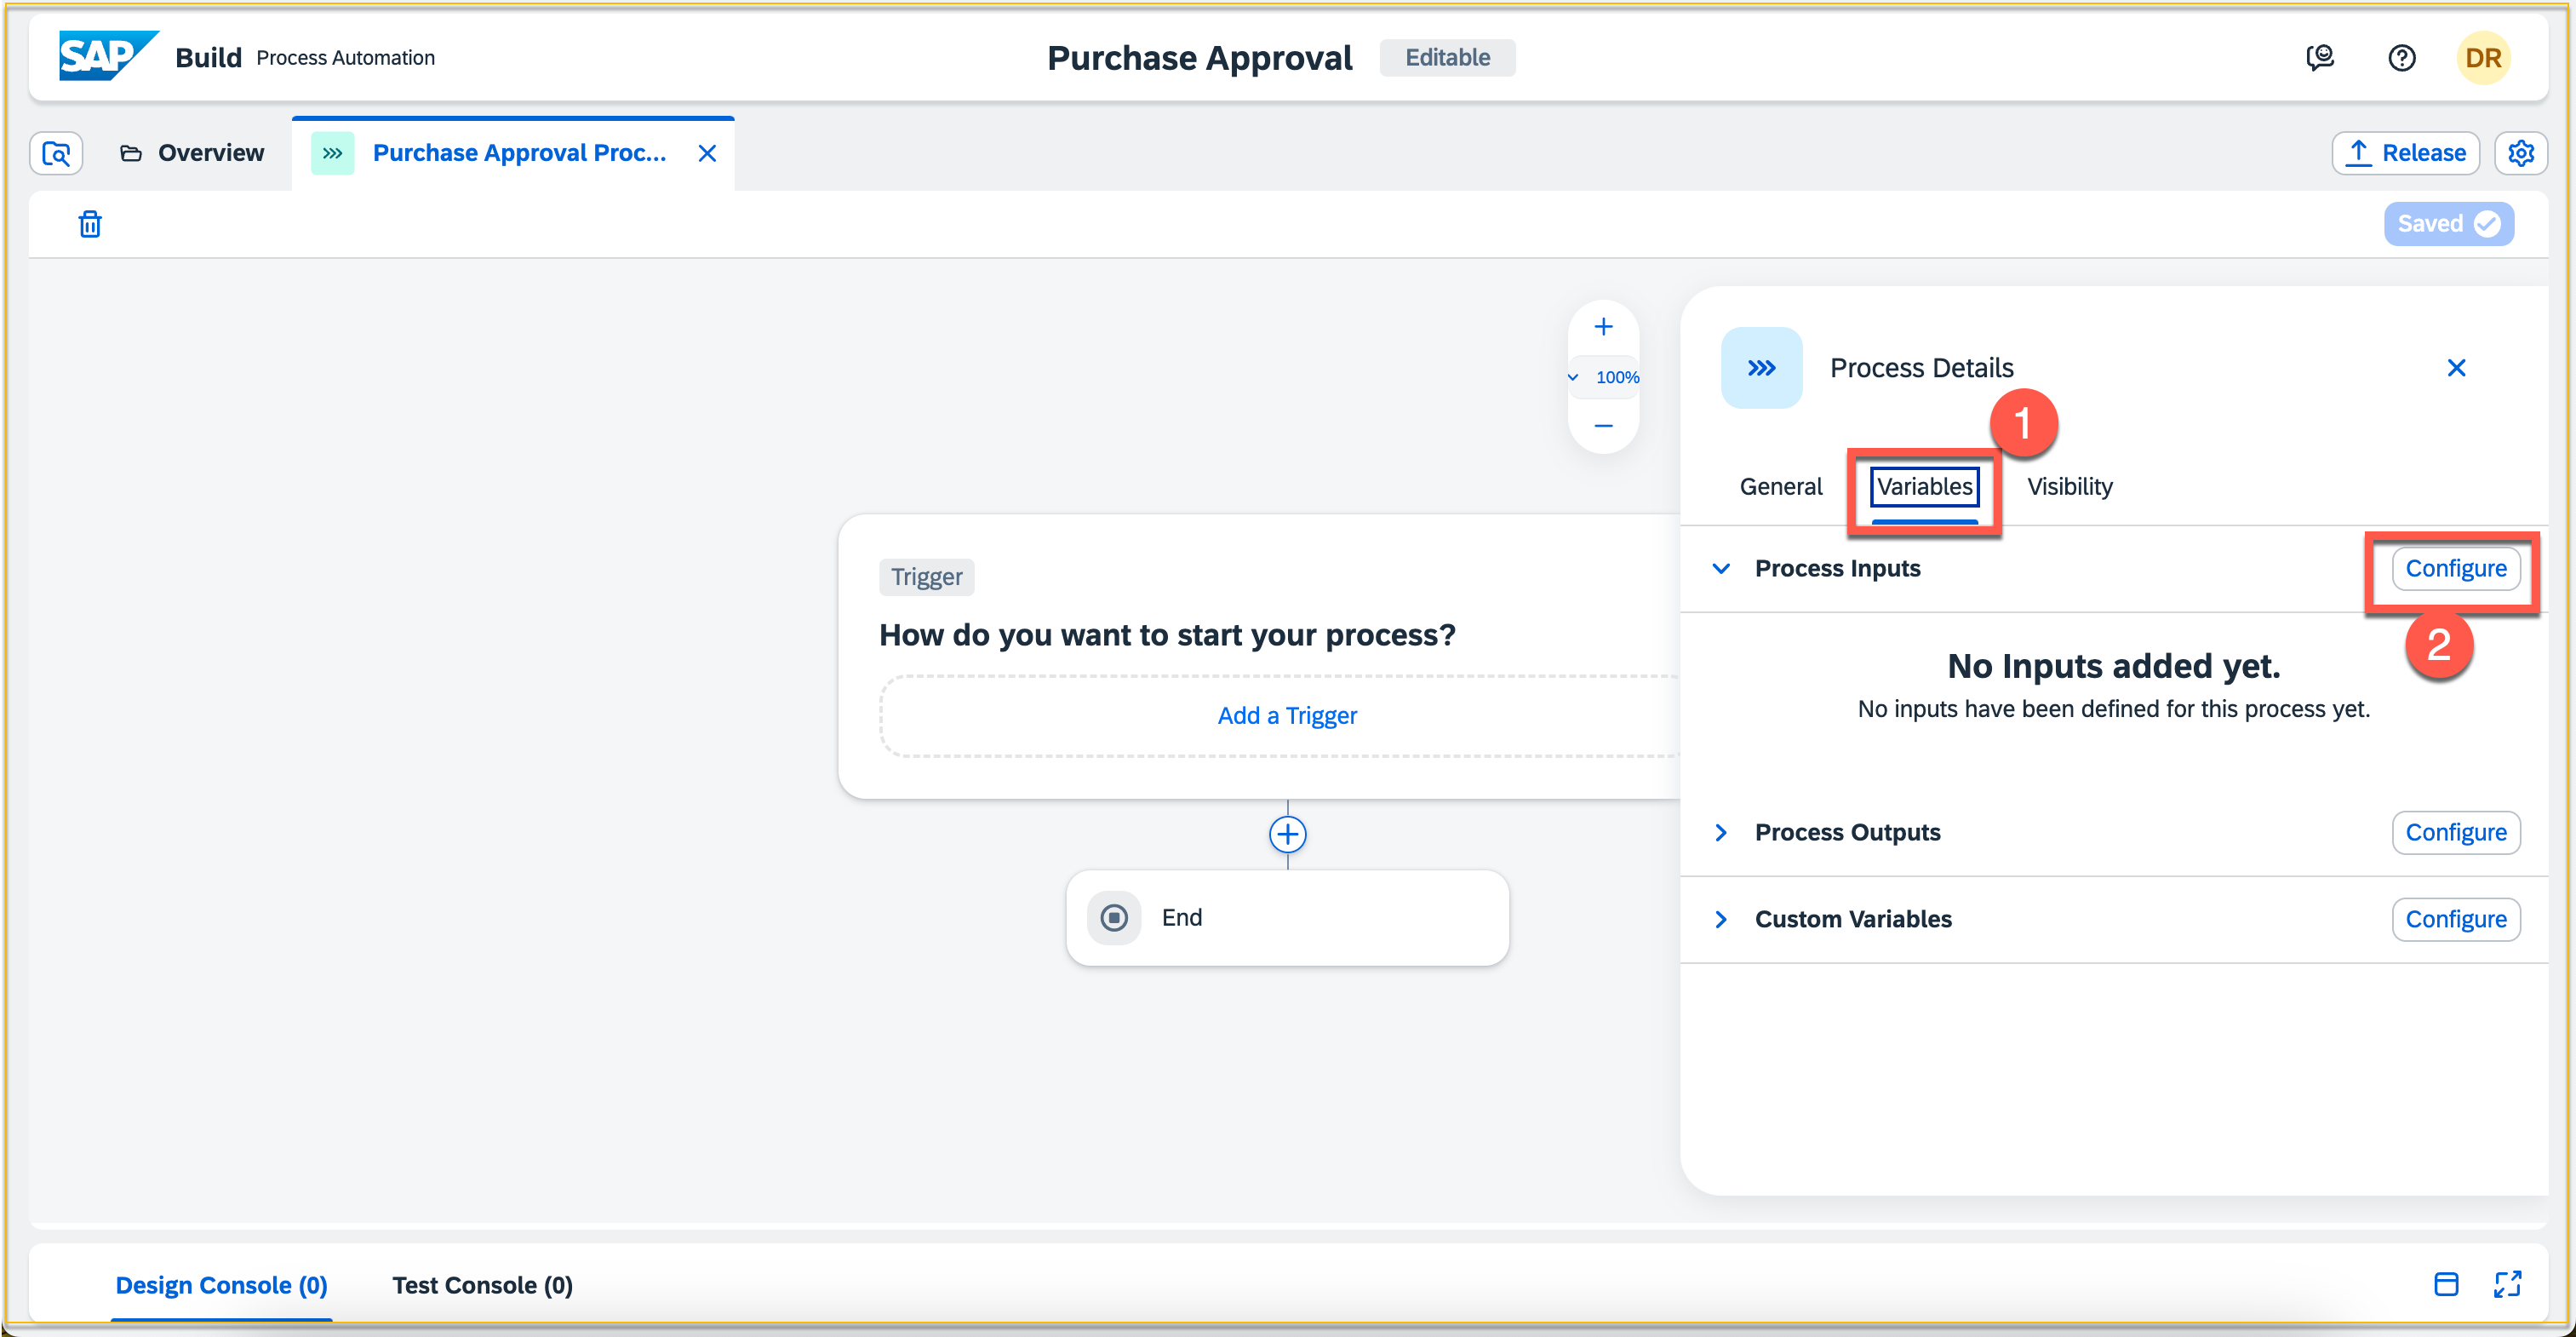 SAP Build Process Automation
Purchase Approval Editable
DR
Overview
Purchase Approval Proc...
Release
Saved
100%
Process Details
1
General Variables Visibility
Process Inputs Configure
2
No Inputs added yet.
No inputs have been defined for this process yet.
Process Outputs Configure
Custom Variables Configure
Trigger
How do you want to start your process?
Add a Trigger
End
Design Console (0) Test Console (0)